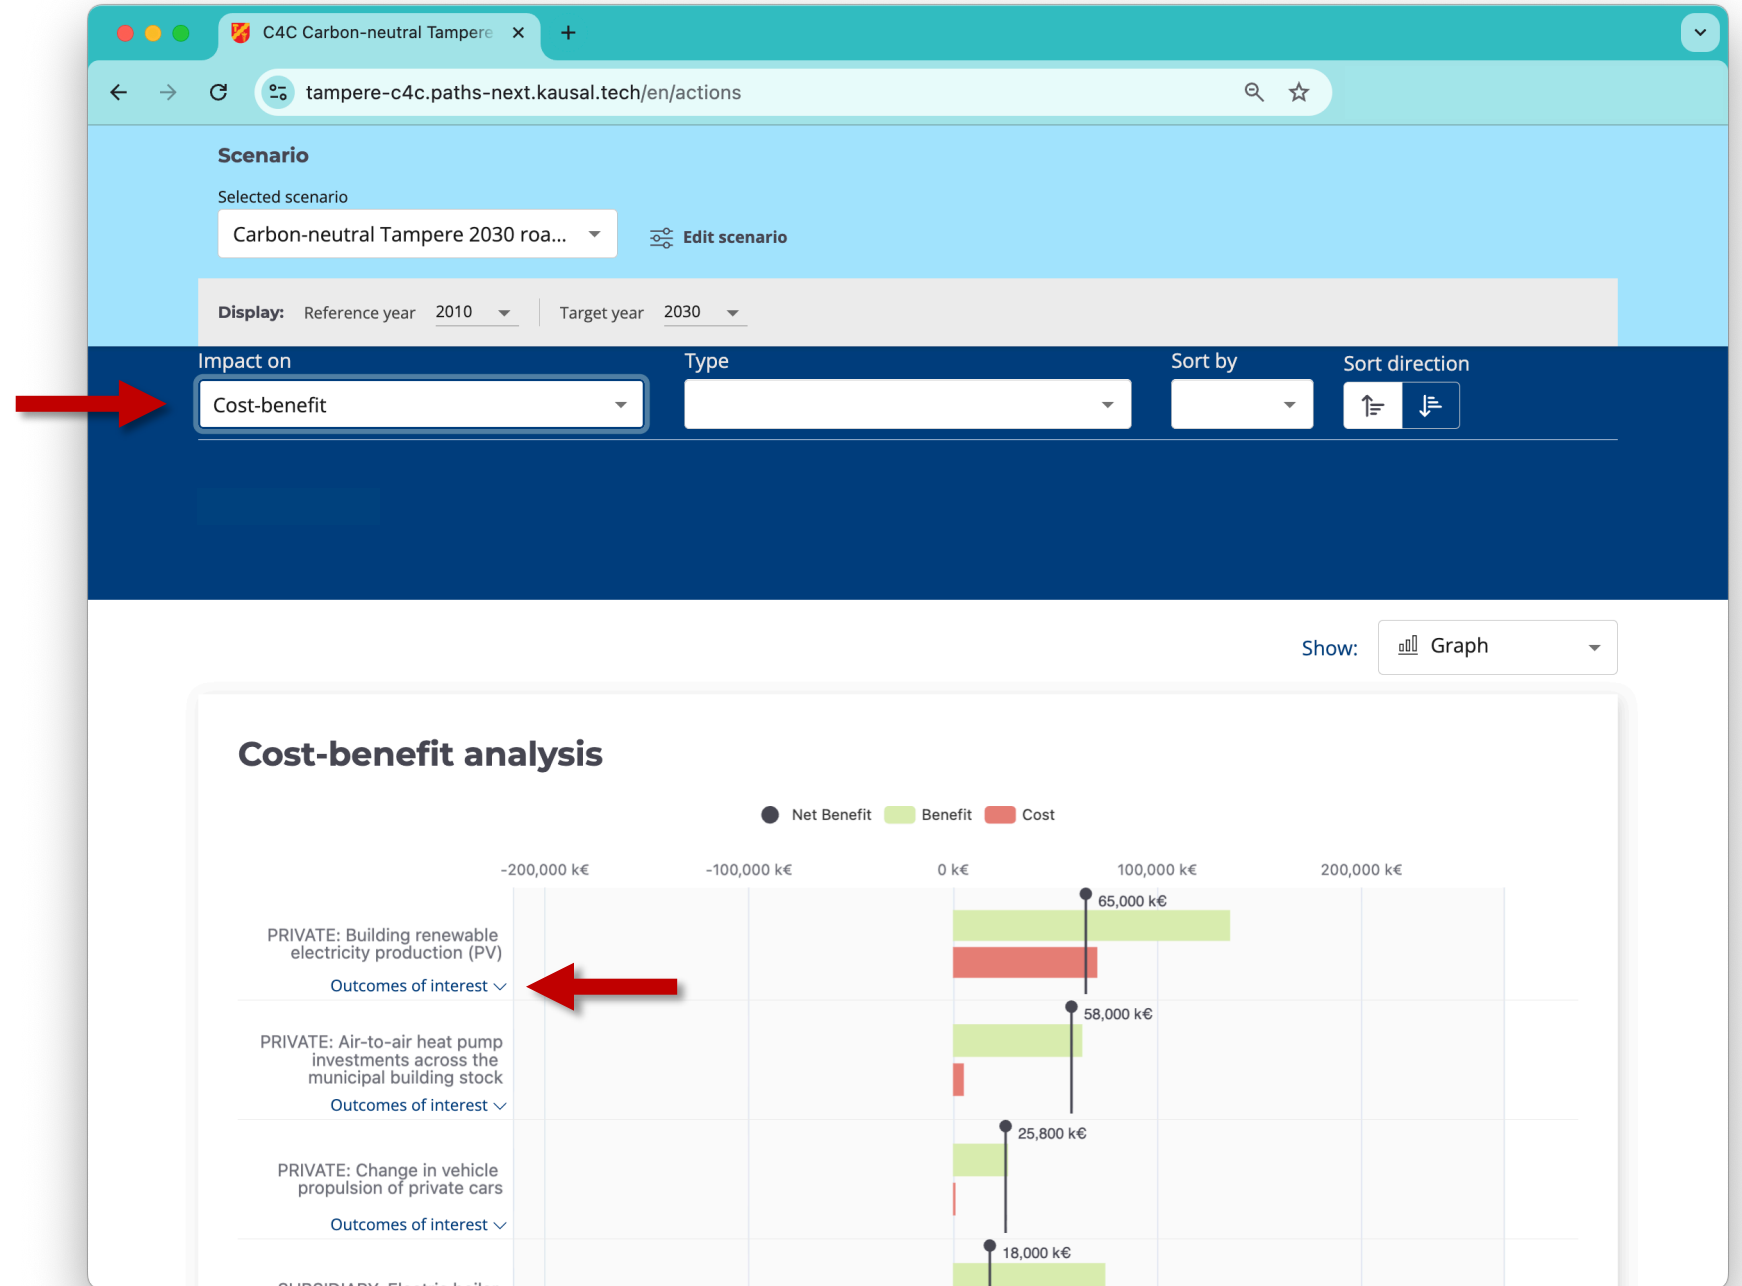 C4C Carbon-neutral Tampere
tampere-c4c.paths-next.kausal.tech/en/actions
Scenario
Selected scenario
Carbon-neutral Tampere 2030 roa...
Edit scenario
Display: Reference year 2010 Target year 2030
Impact on Type Sort by Sort direction
Cost-benefit
Show: Graph
Cost-benefit analysis
Net Benefit Benefit Cost
-200,000 k€ -100,000 k€ 0 k€ 100,000 k€ 200,000 k€
65,000 k€
PRIVATE: Building renewable
electricity production (PV)
Outcomes of interest
58,000 k€
PRIVATE: Air-to-air heat pump
investments across the
municipal building stock
Outcomes of interest
25,800 k€
PRIVATE: Change in vehicle
propulsion of private cars
Outcomes of interest
18,000 k€